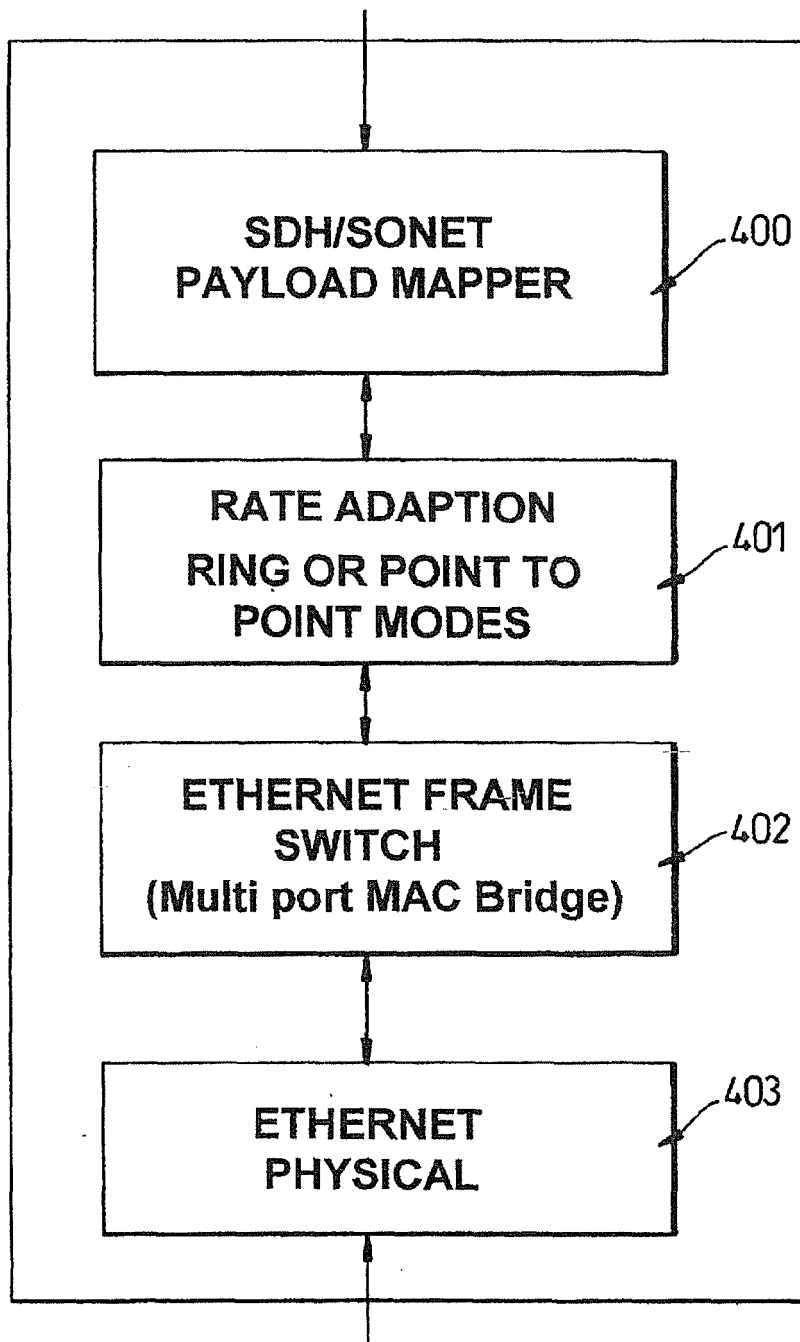 SDH/SONET
PAYLOAD MAPPER
400
RATE ADAPTION
RING OR POINT TO
POINT MODES
401
ETHERNET FRAME
SWITCH
(Multi port MAC Bridge)
402
ETHERNET
PHYSICAL
403